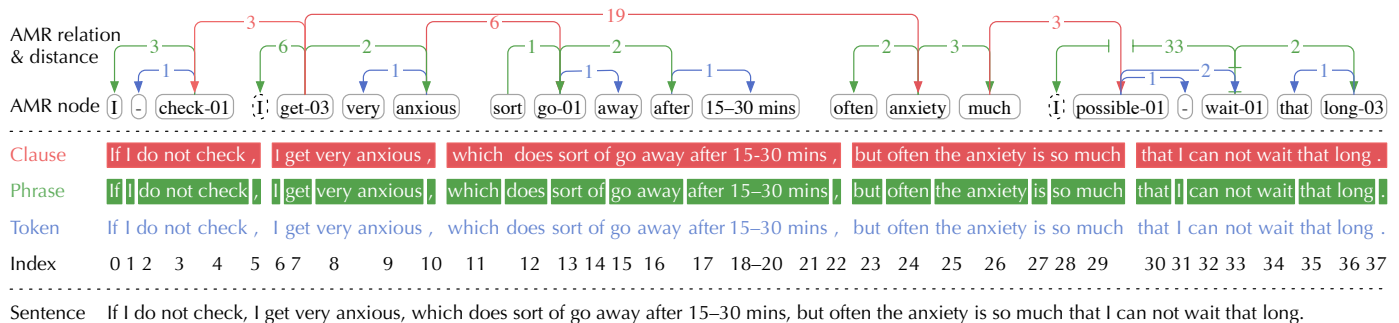 AMR relation & distance
3 1 3 6 2 19 1 6 1 2 1 1 2 3 3 1 33 2 2 1
AMR node I - check-01 I get-03 very anxious sort go-01 away after 15–30 mins often anxiety much I possible-01 - wait-01 that long-03
Clause If I do not check , I get very anxious , which does sort of go away after 15-30 mins , but often the anxiety is so much that I can not wait that long .
Phrase If I do not check , I get very anxious , which does sort of go away after 15–30 mins , but often the anxiety is so much that I can not wait that long .
Token If I do not check , I get very anxious , which does sort of go away after 15–30 mins , but often the anxiety is so much that I can not wait that long .
Index 0 1 2 3 4 5 6 7 8 9 10 11 12 13 14 15 16 17 18–20 21 22 23 24 25 26 27 28 29 30 31 32 33 34 35 36 37
Sentence If I do not check, I get very anxious, which does sort of go away after 15–30 mins, but often the anxiety is so much that I can not wait that long.